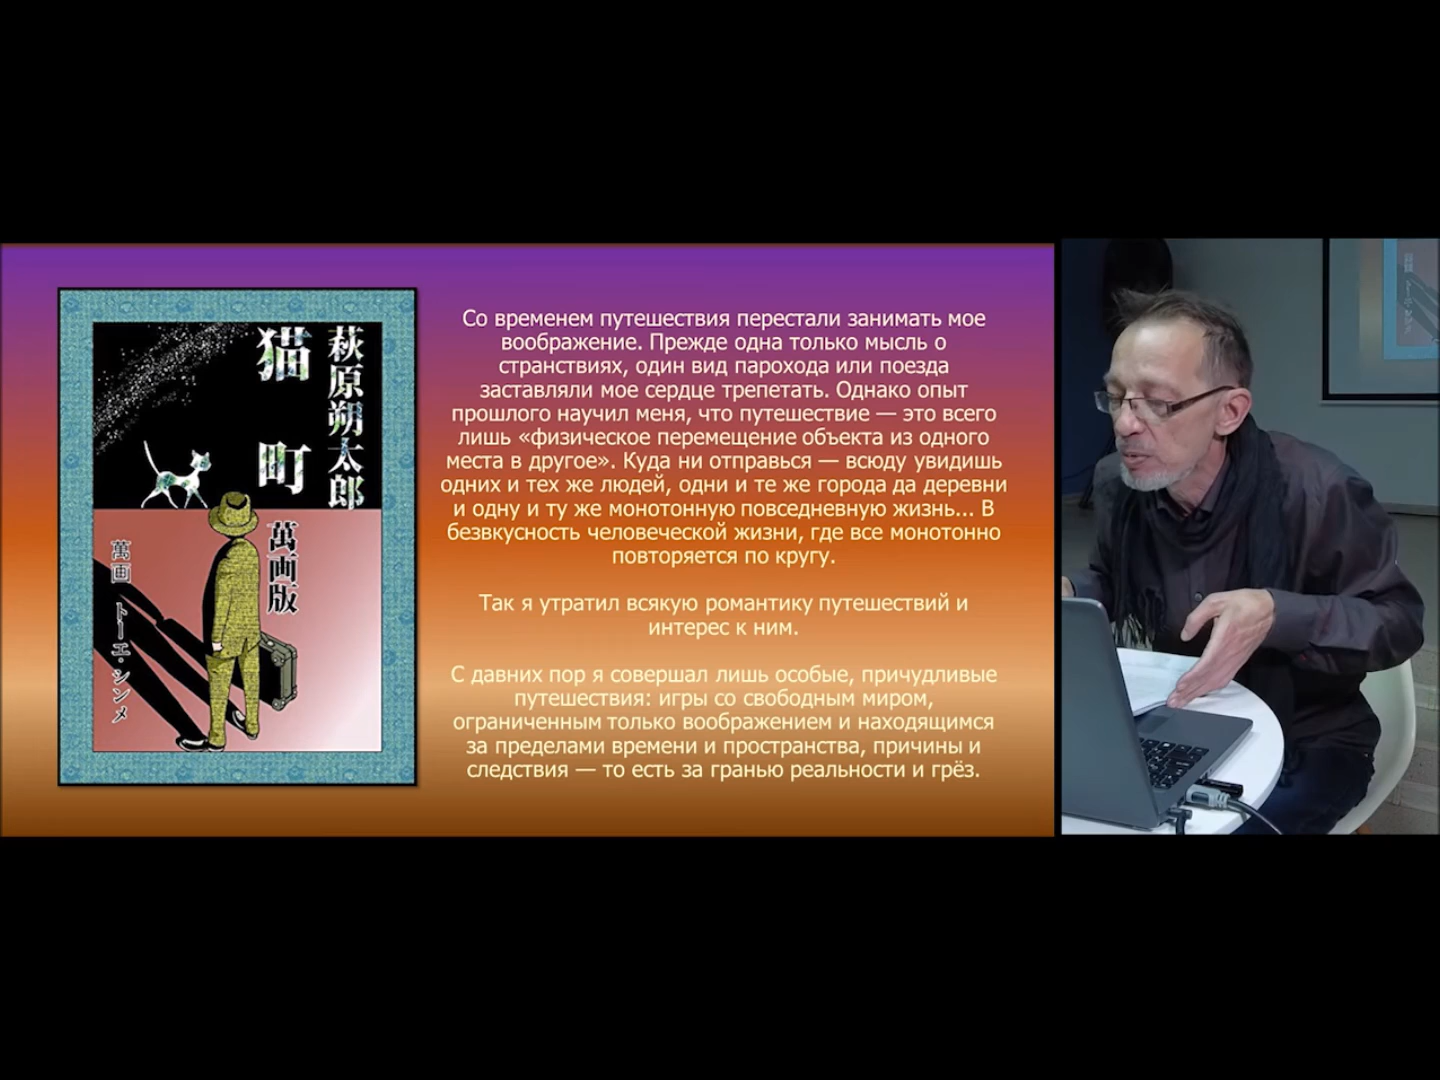 萩原朔太郎
猫町
萬画版
萬画 トーエ・シンメ
Со временем путешествия перестали занимать мое
воображение. Прежде одна только мысль о
странствиях, один вид парохода или поезда
заставляли мое сердце трепетать. Однако опыт
прошлого научил меня, что путешествие — это всего
лишь «физическое перемещение объекта из одного
места в другое». Куда ни отправься — всюду увидишь
одних и тех же людей, одни и те же города да деревни
и одну и ту же монотонную повседневную жизнь... В
безвкусность человеческой жизни, где все монотонно
повторяется по кругу.
Так я утратил всякую романтику путешествий и
интерес к ним.
С давних пор я совершал лишь особые, причудливые
путешествия: игры со свободным миром,
ограниченным только воображением и находящимся
за пределами времени и пространства, причины и
следствия — то есть за гранью реальности и грёз.